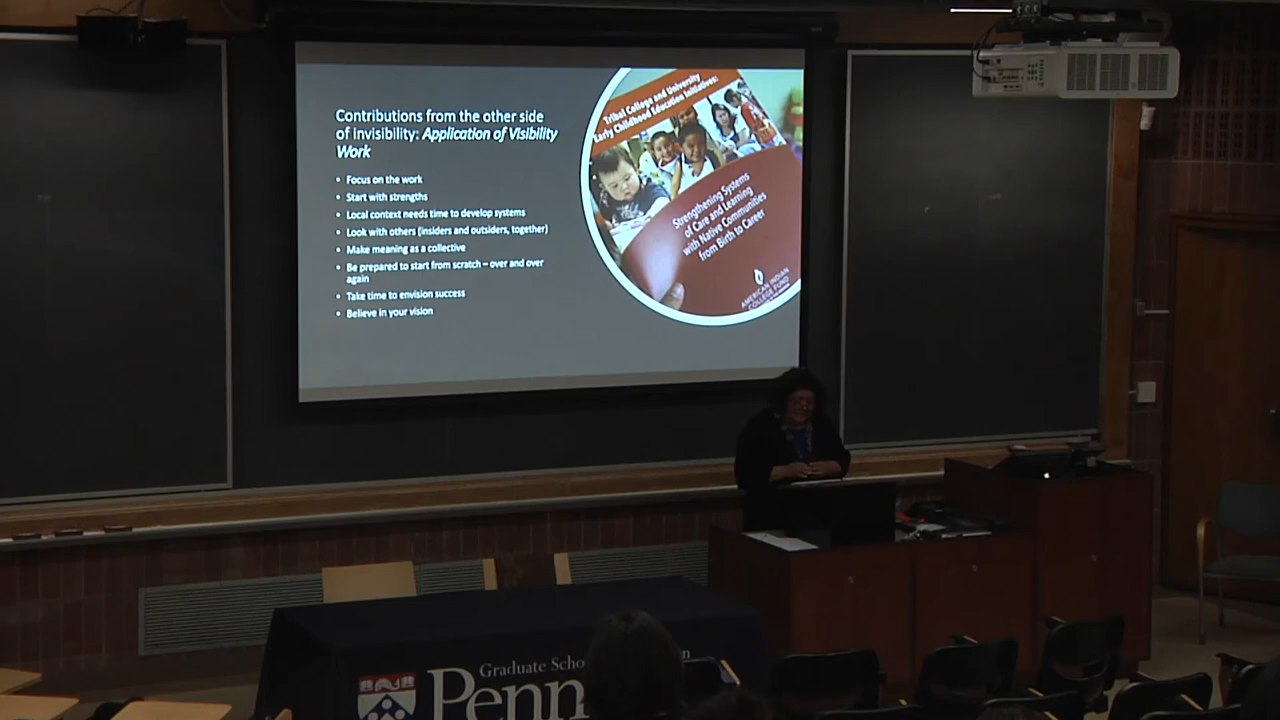 Contributions from the other side
of invisibility: Application of Visibility
Work
• Focus on the work
• Start with strengths
• Local context needs time to develop systems
• Look with others (insiders and outsiders, together)
• Make meaning as a collective
• Be prepared to start from scratch – over and over
again
• Take time to envision success
• Believe in your vision
Tribal College and University
Early Childhood Education Initiatives:
Strengthening Systems
of Care and Learning
with Native Communities
from Birth to Career
AMERICAN INDIAN
COLLEGE FUND
Graduate
Penn